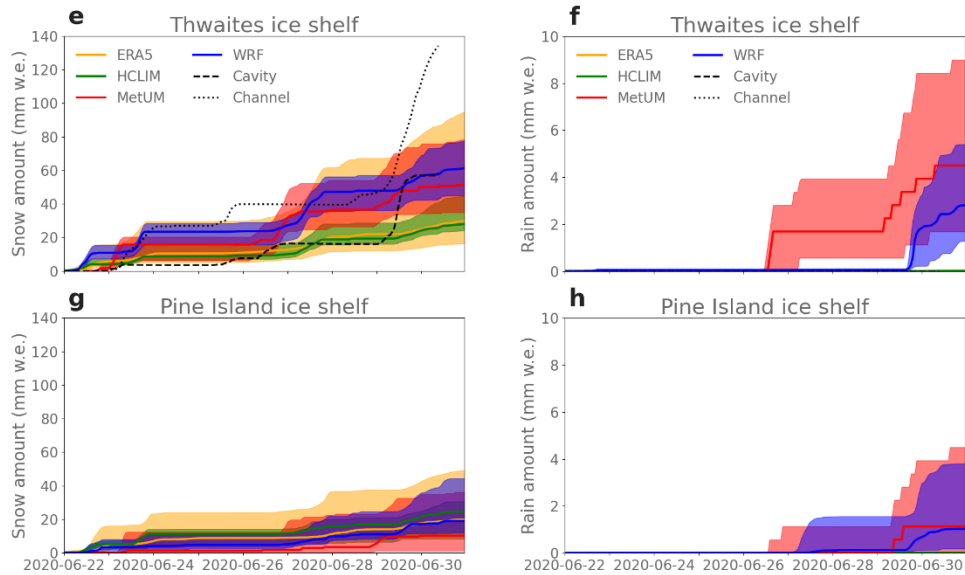 e Thwaites ice shelf
Snow amount (mm w.e.)
140
120
100
80
60
40
20
0
ERA5
HCLIM
MetUM
WRF
Cavity
Channel
f Thwaites ice shelf
Rain amount (mm w.e.)
10
8
6
4
2
0
ERA5
HCLIM
MetUM
WRF
Cavity
Channel
g Pine Island ice shelf
Snow amount (mm w.e.)
140
120
100
80
60
40
20
0
2020-06-22 2020-06-24 2020-06-26 2020-06-28 2020-06-30
h Pine Island ice shelf
Rain amount (mm w.e.)
10
8
6
4
2
0
2020-06-22 2020-06-24 2020-06-26 2020-06-28 2020-06-30